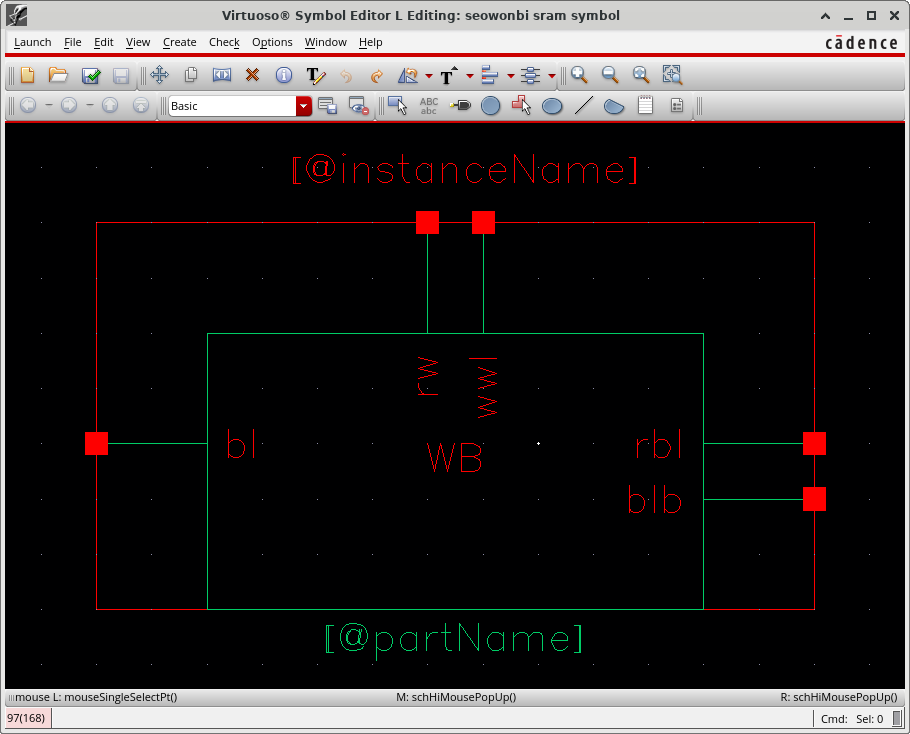 Virtuoso® Symbol Editor L Editing: seowonbi sram symbol
Launch File Edit View Create Check Options Window Help
cādence
Basic
ABC
abc
[@instanceName]
rw
wwl
bl
WB
rbl
blb
[@partName]
mouse L: mouseSingleSelectPt()
M: schHiMousePopUp()
R: schHiMousePopUp()
97(168)
Cmd: Sel: 0